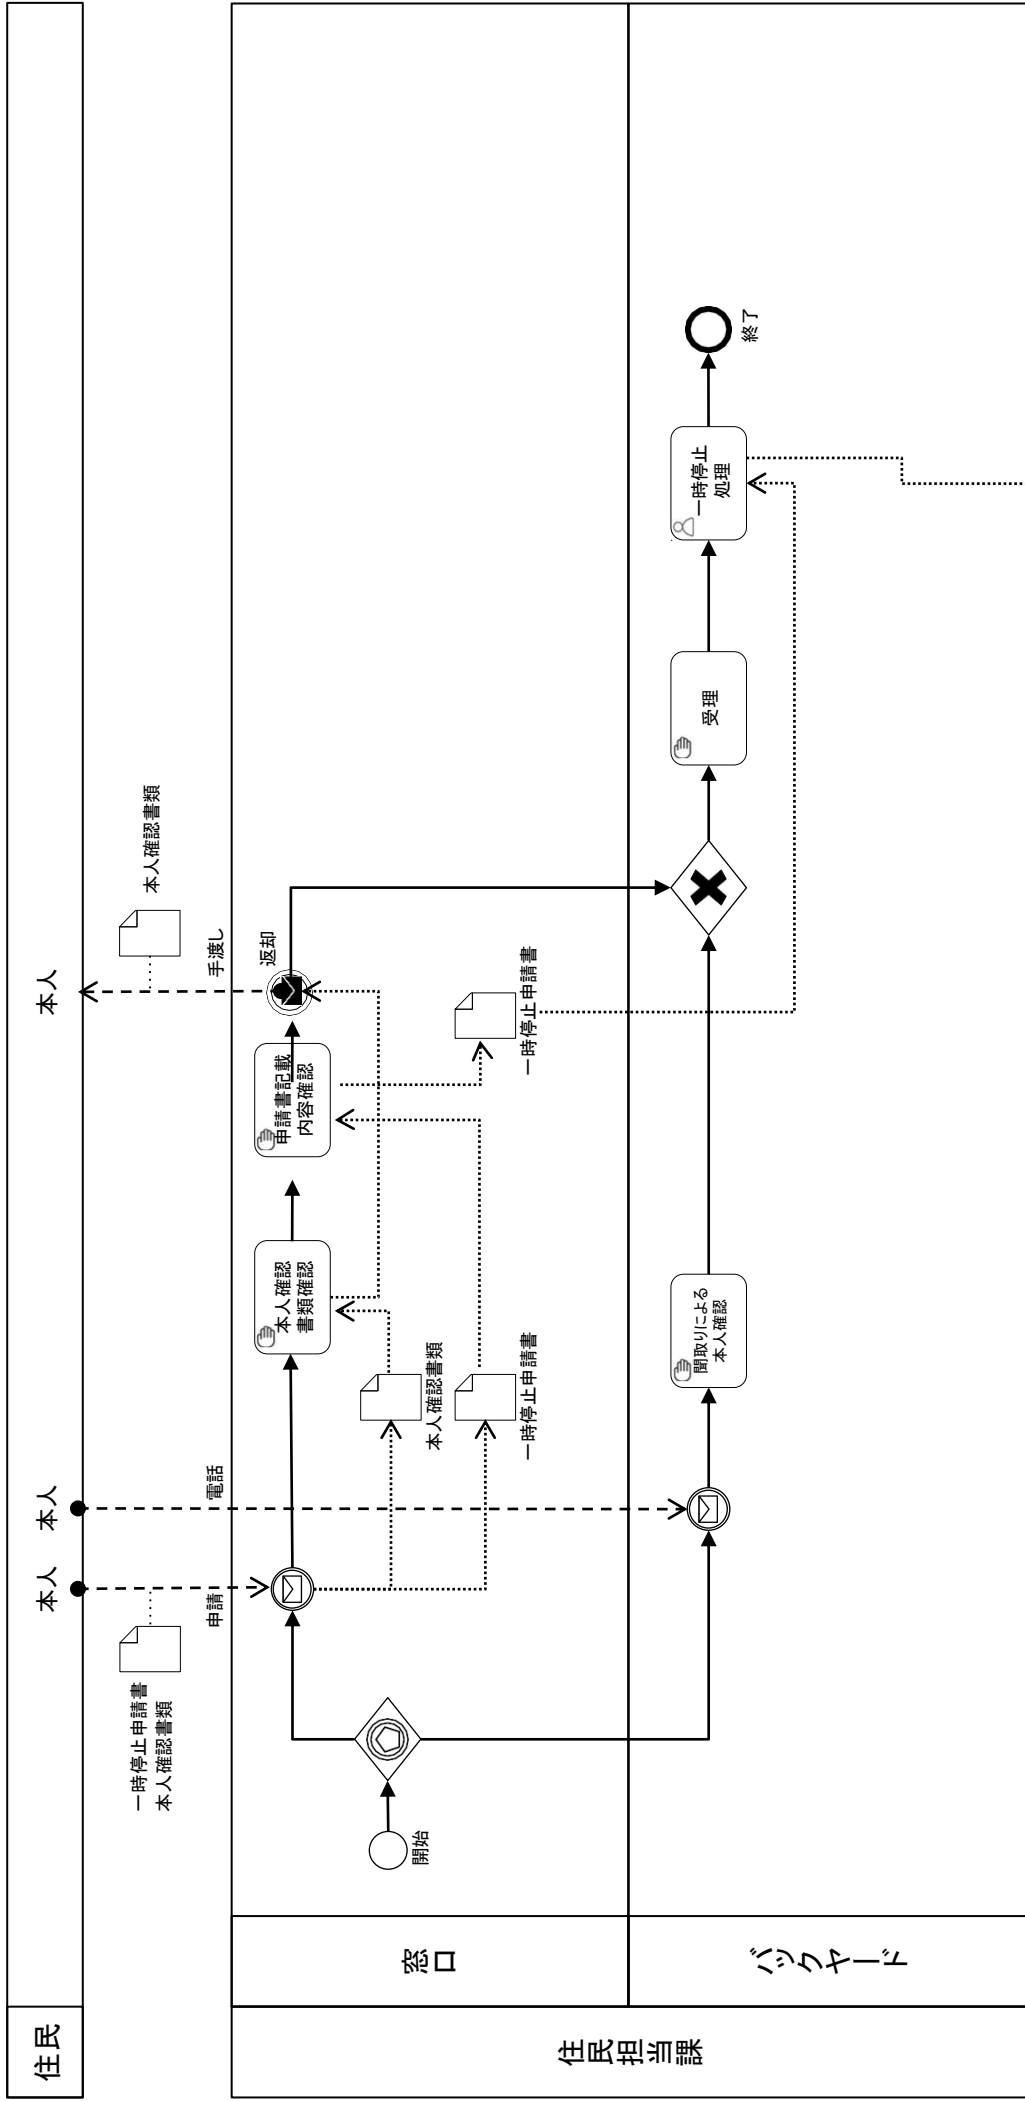 住民
本人
本人
本人
一時停止申請書
本人確認書類
申請
電話
手渡し
本人確認書類
住民担当課
窓口
開始
本人確認
書類確認
申請書記載
内容確認
返却
本人確認書類
一時停止申請書
一時停止申請書
バックヤード
聞取りによる
本人確認
受理
一時停止
処理
終了